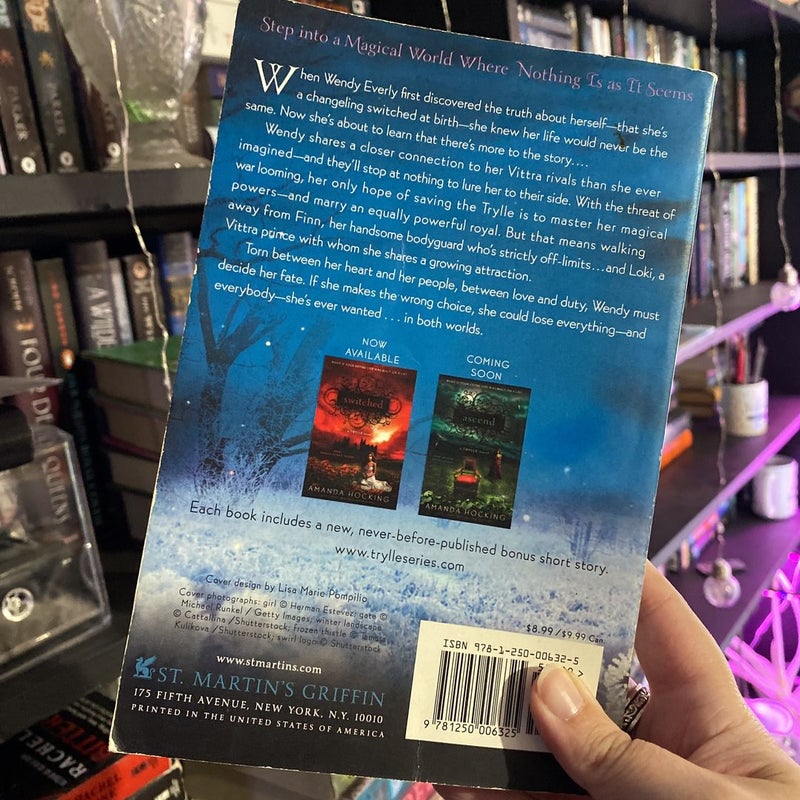 Step into a Magical World Where Nothing Is as It Seems
When Wendy Everly first discovered the truth about herself—that she's
a changeling switched at birth—she knew her life would never be the
same. Now she's about to learn that there's more to the story....
Wendy shares a closer connection to her Vittra rivals than she ever
imagined—and they'll stop at nothing to lure her to their side. With the threat of
war looming, her only hope of saving the Trylle is to master her magical
powers—and marry an equally powerful royal. But that means walking
away from Finn, her handsome bodyguard who's strictly off-limits...and Loki, a
Vittra prince with whom she shares a growing attraction.
Torn between her heart and her people, between love and duty, Wendy must
decide her fate. If she makes the wrong choice, she could lose everything—and
everybody—she's ever wanted . . . in both worlds.
NOW
AVAILABLE
COMING
SOON
switched
AMANDA HOCKING
ascend
AMANDA HOCKING
Each book includes a new, never-before-published bonus short story.
www.trylleseries.com
Cover design by Lisa Marie Pompilio
Cover photographs: girl © Herman Estevez; gate ©
Michael Runkel / Getty Images; winter landscape
© Cattallina /Shutterstock; frozen thistle © Tamara
Kulikova /Shutterstock; swirl logo © Shutterstock
$8.99/$9.99 Can.
www.stmartins.com
ST. MARTIN'S GRIFFIN
175 FIFTH AVENUE, NEW YORK, N.Y. 10010
PRINTED IN THE UNITED STATES OF AMERICA
ISBN 978-1-250-00632-5
9 781250 006325
PARKER
PARKER
RACHEL